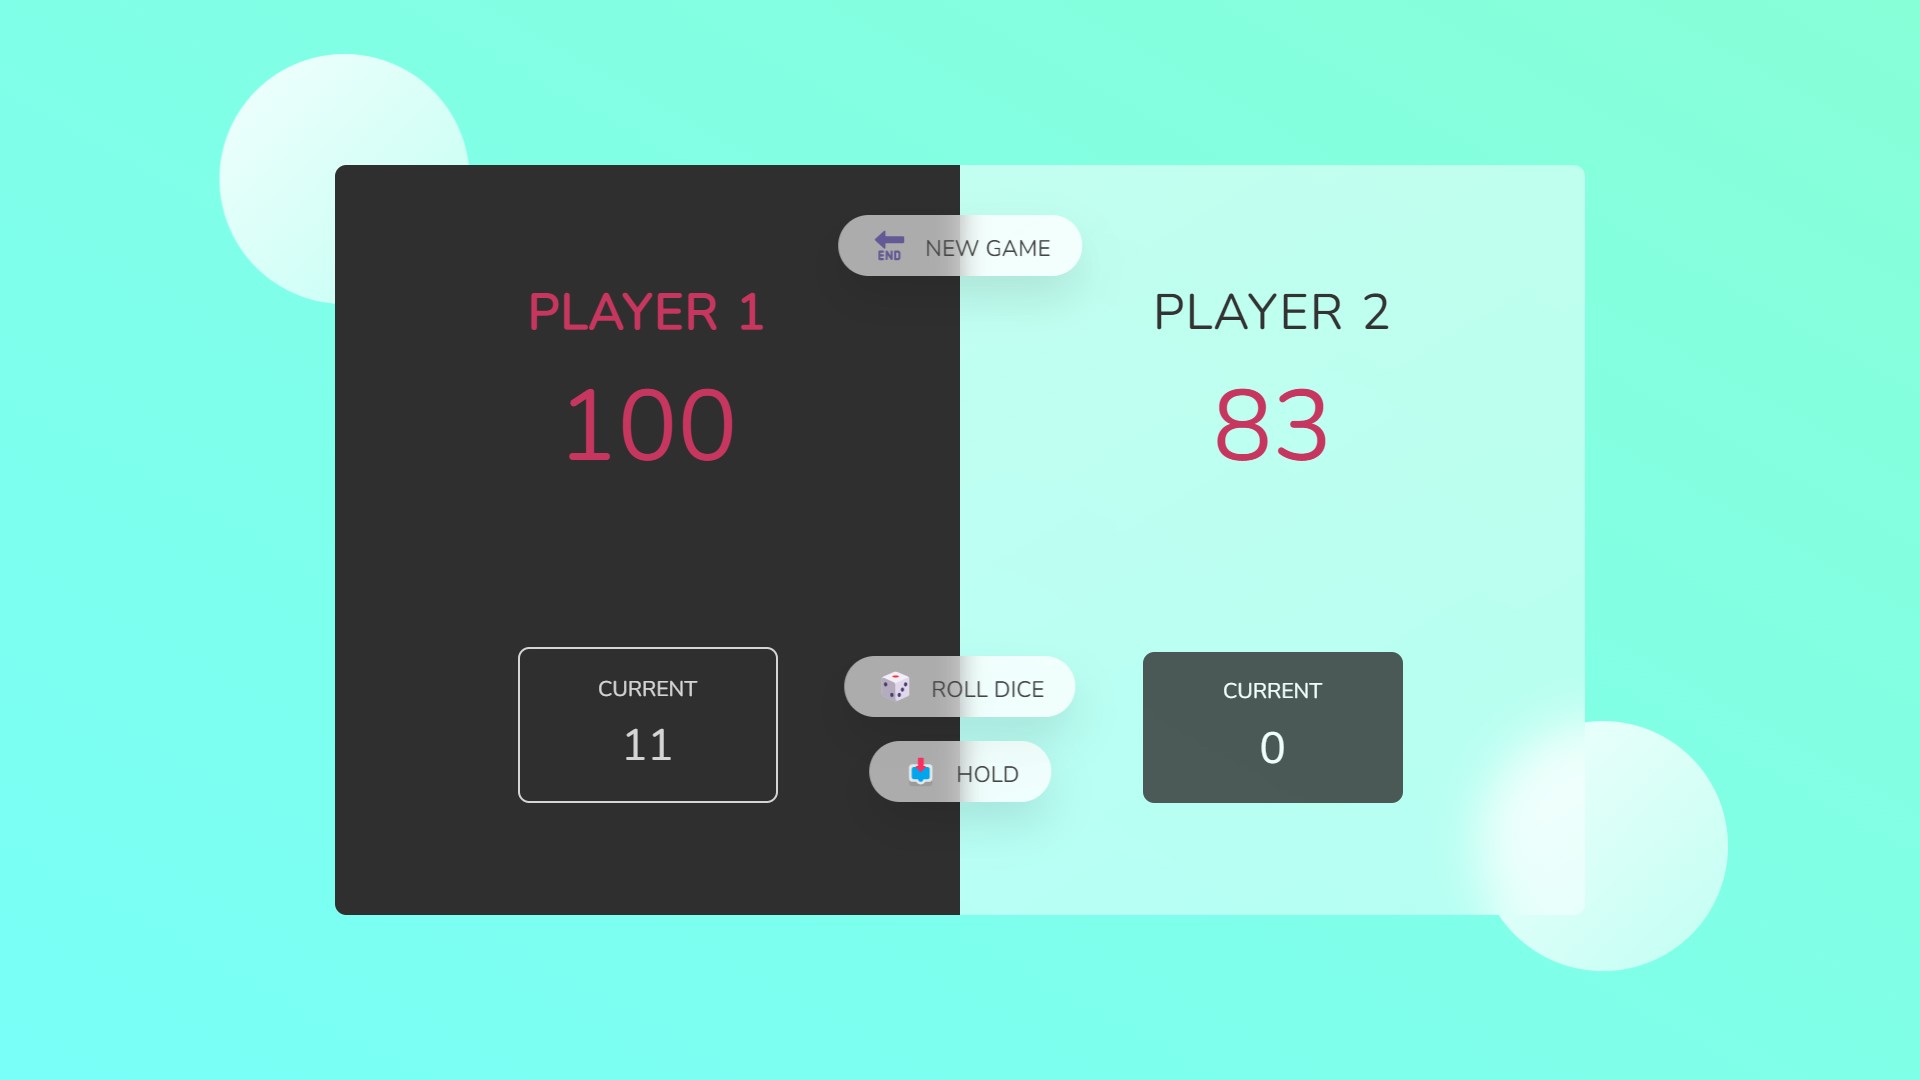 NEW GAME
END
PLAYER 1
100
CURRENT
11
PLAYER 2
83
CURRENT
0
ROLL DICE
HOLD